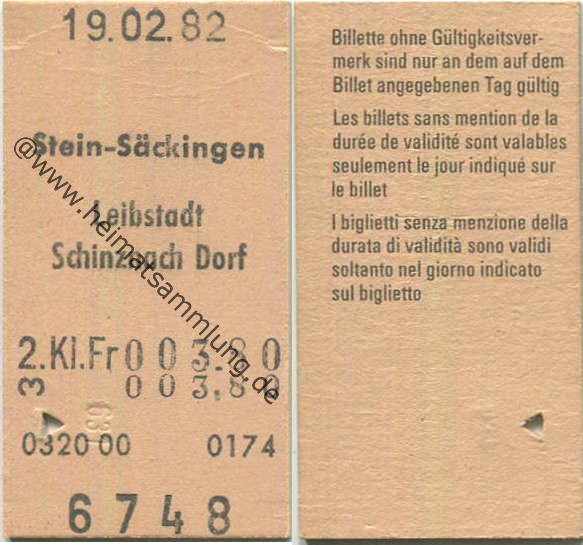 19.02.82
Stein-Säckingen
Leibstadt
Schinznach Dorf
2.Kl.Fr 003.80
3 003.80
632
032000 0174
6748
@www.heimatsammlung.de
Billette ohne Gültigkeitsver-
merk sind nur an dem auf dem
Billet angegebenen Tag gültig
Les billets sans mention de la
durée de validité sont valables
seulement le jour indiqué sur
le billet
I biglietti senza menzione della
durata di validità sono validi
soltanto nel giorno indicato
sul biglietto